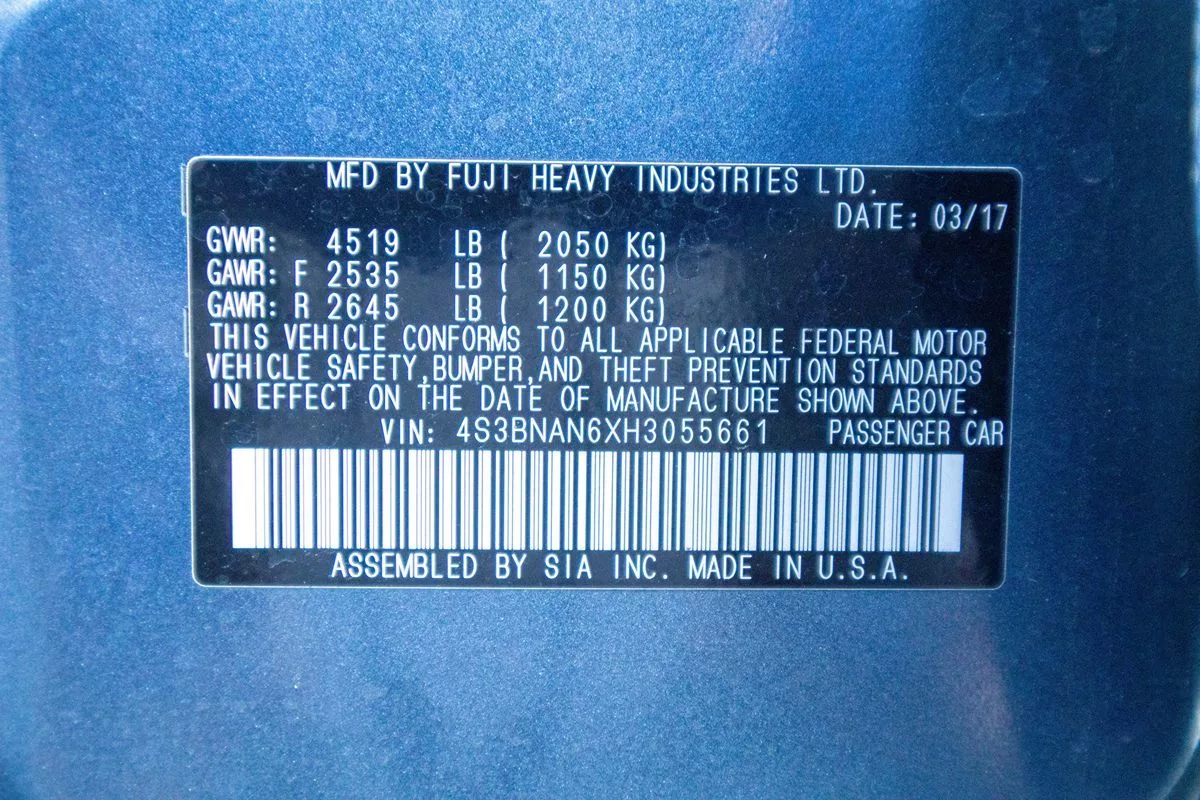 MFD BY FUJI HEAVY INDUSTRIES LTD.
DATE: 03/17
GVWR: 4519 LB ( 2050 KG)
GAWR: F 2535 LB ( 1150 KG)
GAWR: R 2645 LB ( 1200 KG)
THIS VEHICLE CONFORMS TO ALL APPLICABLE FEDERAL MOTOR
VEHICLE SAFETY,BUMPER,AND THEFT PREVENTION STANDARDS
IN EFFECT ON THE DATE OF MANUFACTURE SHOWN ABOVE.
VIN: 4S3BNAN6XH3055661 PASSENGER CAR
ASSEMBLED BY SIA INC. MADE IN U.S.A.